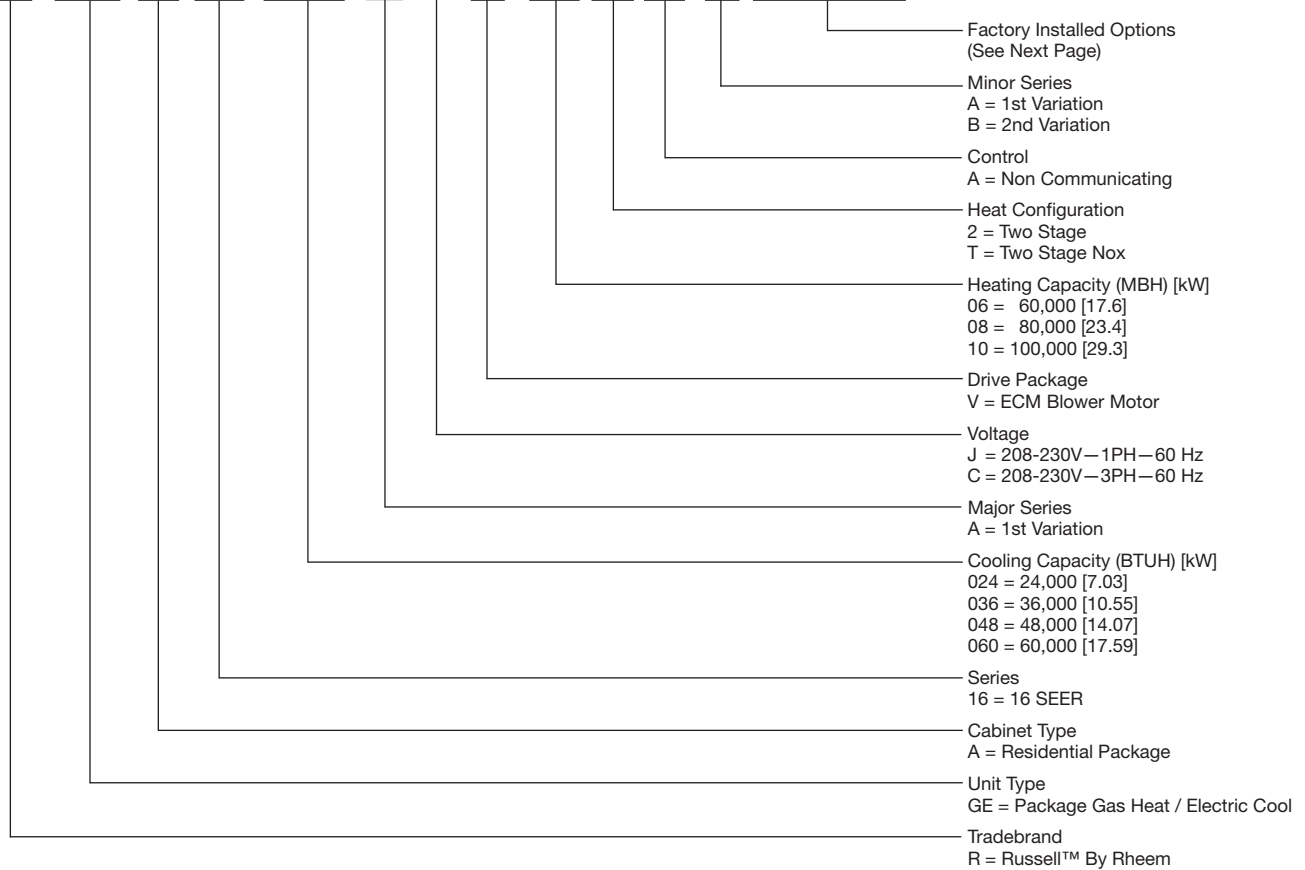 Factory Installed Options
(See Next Page)
Minor Series
A = 1st Variation
B = 2nd Variation
Control
A = Non Communicating
Heat Configuration
2 = Two Stage
T = Two Stage Nox
Heating Capacity (MBH) [kW]
06 = 60,000 [17.6]
08 = 80,000 [23.4]
10 = 100,000 [29.3]
Drive Package
V = ECM Blower Motor
Voltage
J = 208-230V—1PH—60 Hz
C = 208-230V—3PH—60 Hz
Major Series
A = 1st Variation
Cooling Capacity (BTUH) [kW]
024 = 24,000 [7.03]
036 = 36,000 [10.55]
048 = 48,000 [14.07]
060 = 60,000 [17.59]
Series
16 = 16 SEER
Cabinet Type
A = Residential Package
Unit Type
GE = Package Gas Heat / Electric Cool
Tradebrand
R = Russell™ By Rheem